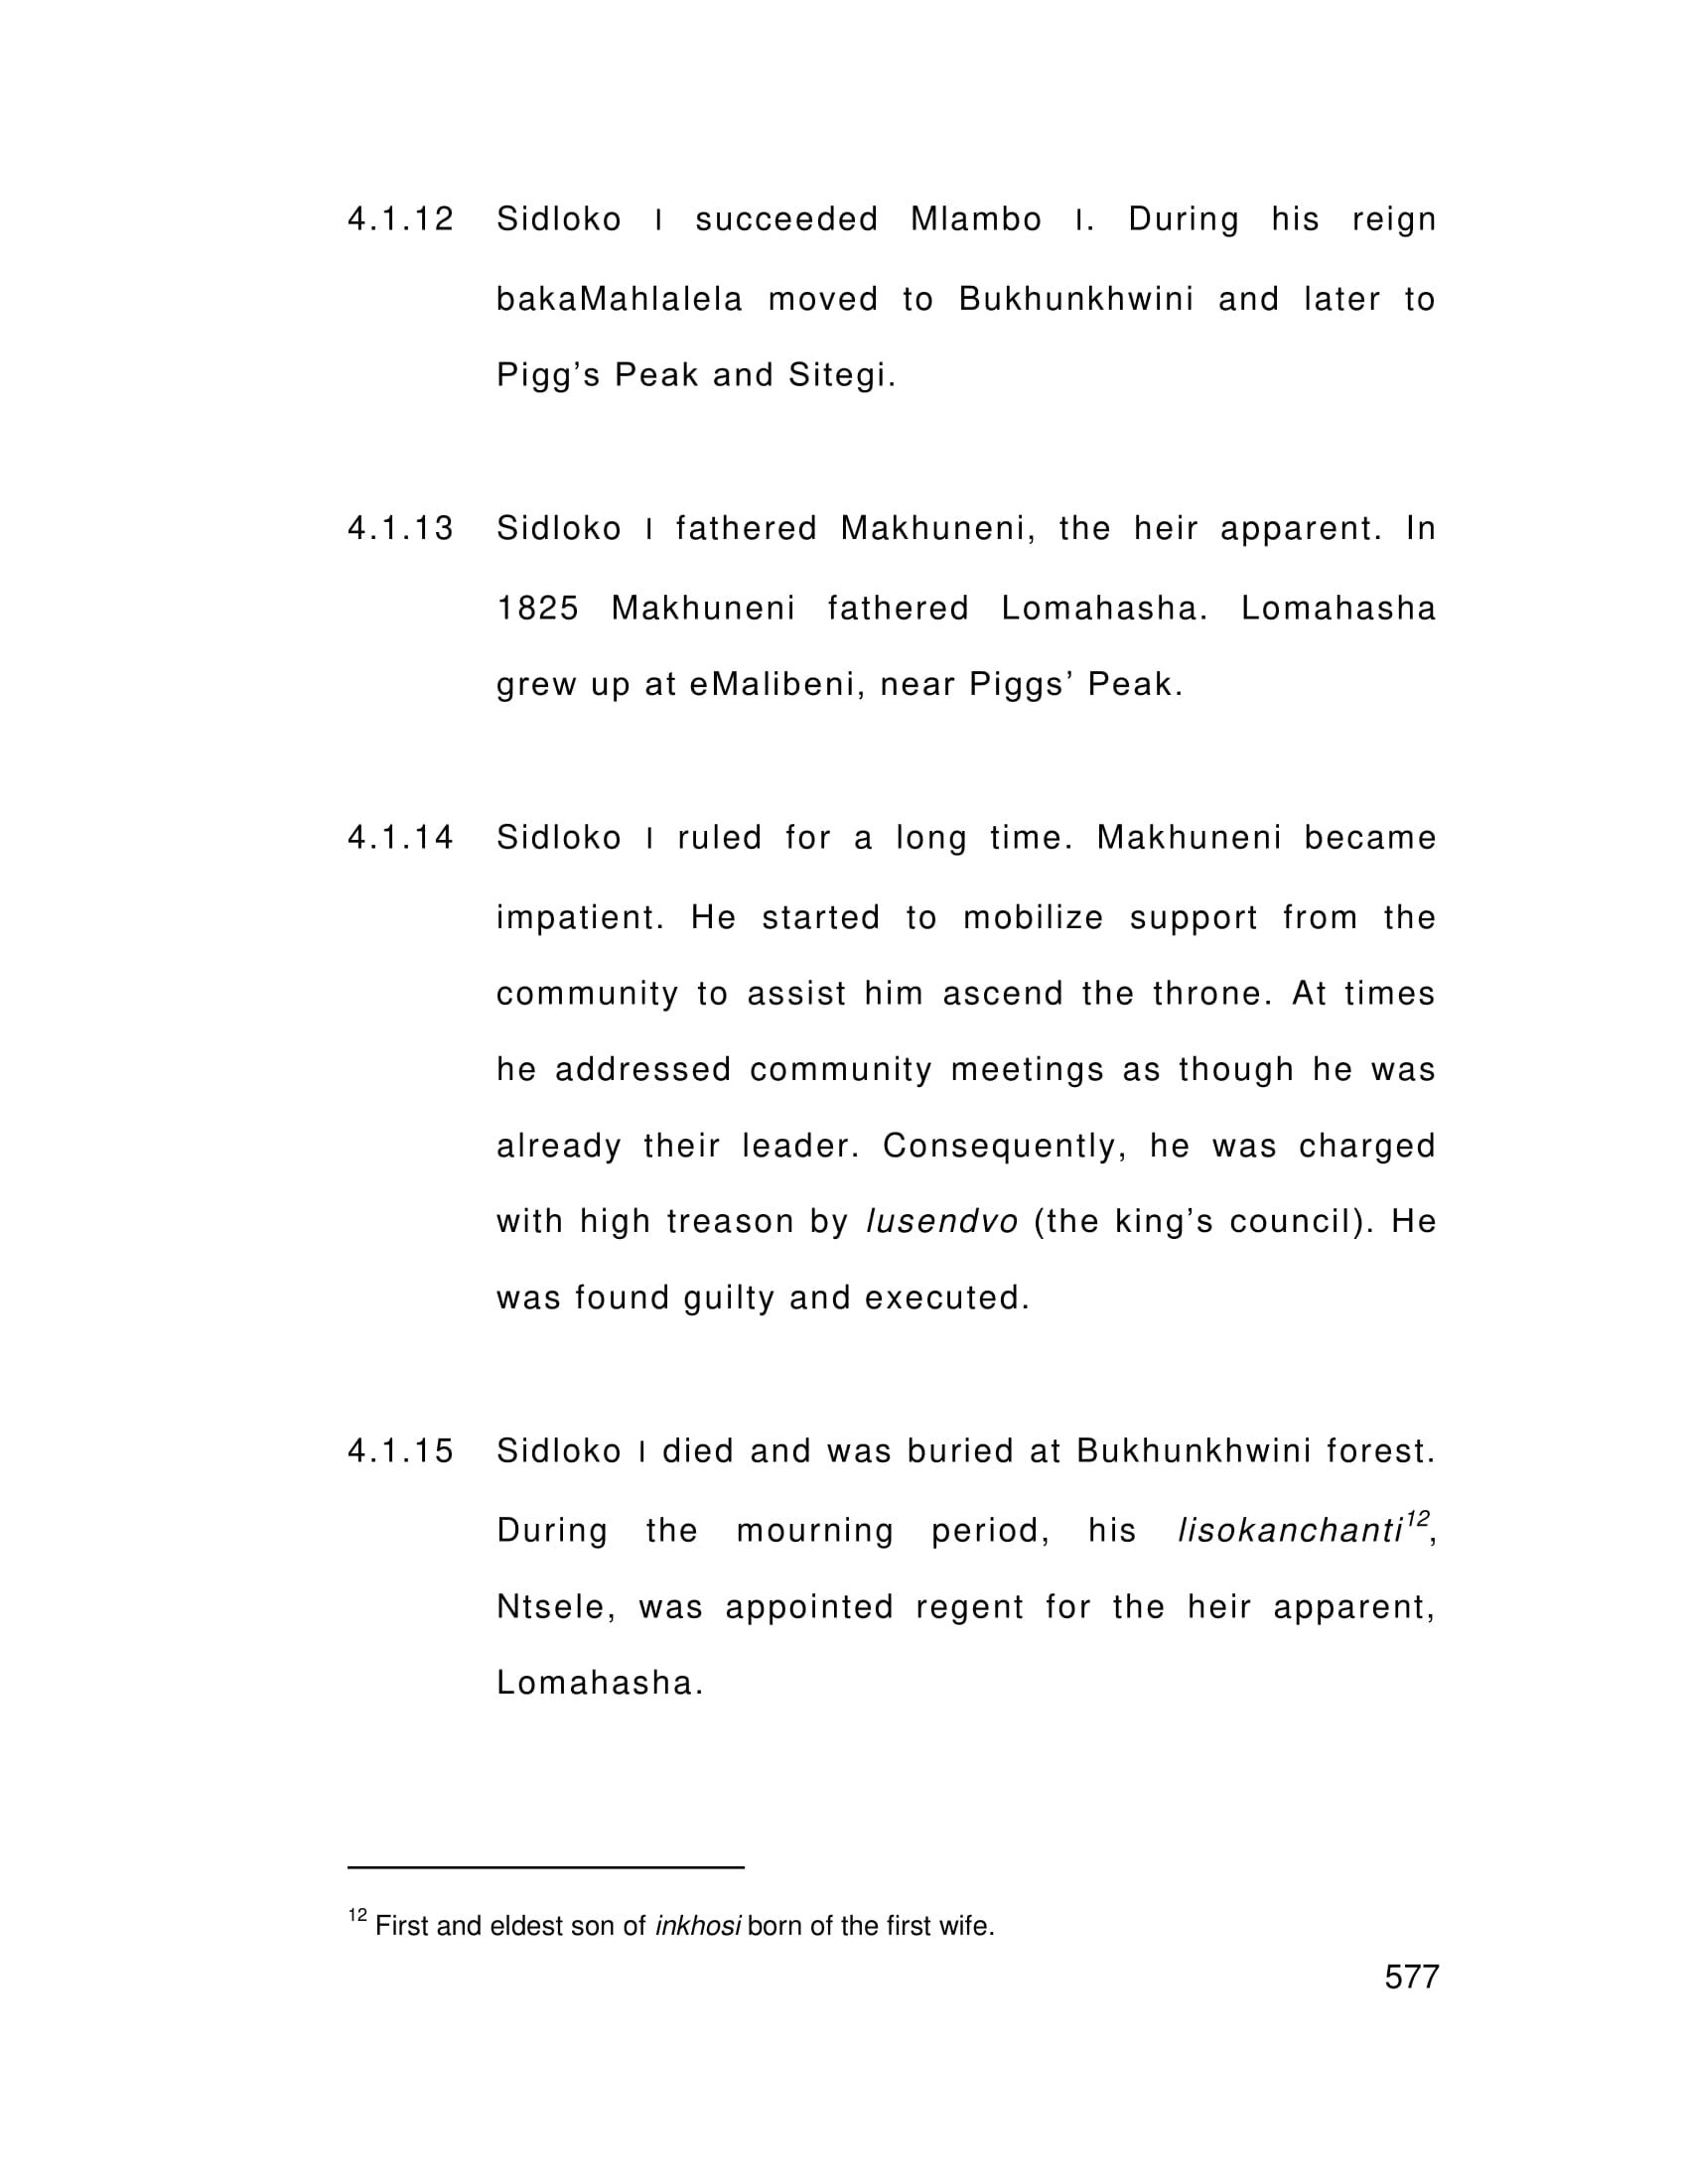 4.1.12 Sidloko I succeeded Mlambo I. During his reign
bakaMahlalela moved to Bukhunkhwini and later to
Pigg’s Peak and Sitegi.
4.1.13 Sidloko I fathered Makhuneni, the heir apparent. In
1825 Makhuneni fathered Lomahasha. Lomahasha
grew up at eMalibeni, near Piggs’ Peak.
4.1.14 Sidloko I ruled for a long time. Makhuneni became
impatient. He started to mobilize support from the
community to assist him ascend the throne. At times
he addressed community meetings as though he was
already their leader. Consequently, he was charged
with high treason by lusendvo (the king’s council). He
was found guilty and executed.
4.1.15 Sidloko I died and was buried at Bukhunkhwini forest.
During the mourning period, his lisokanchanti12,
Ntsele, was appointed regent for the heir apparent,
Lomahasha.
12 First and eldest son of inkhosi born of the first wife.
577